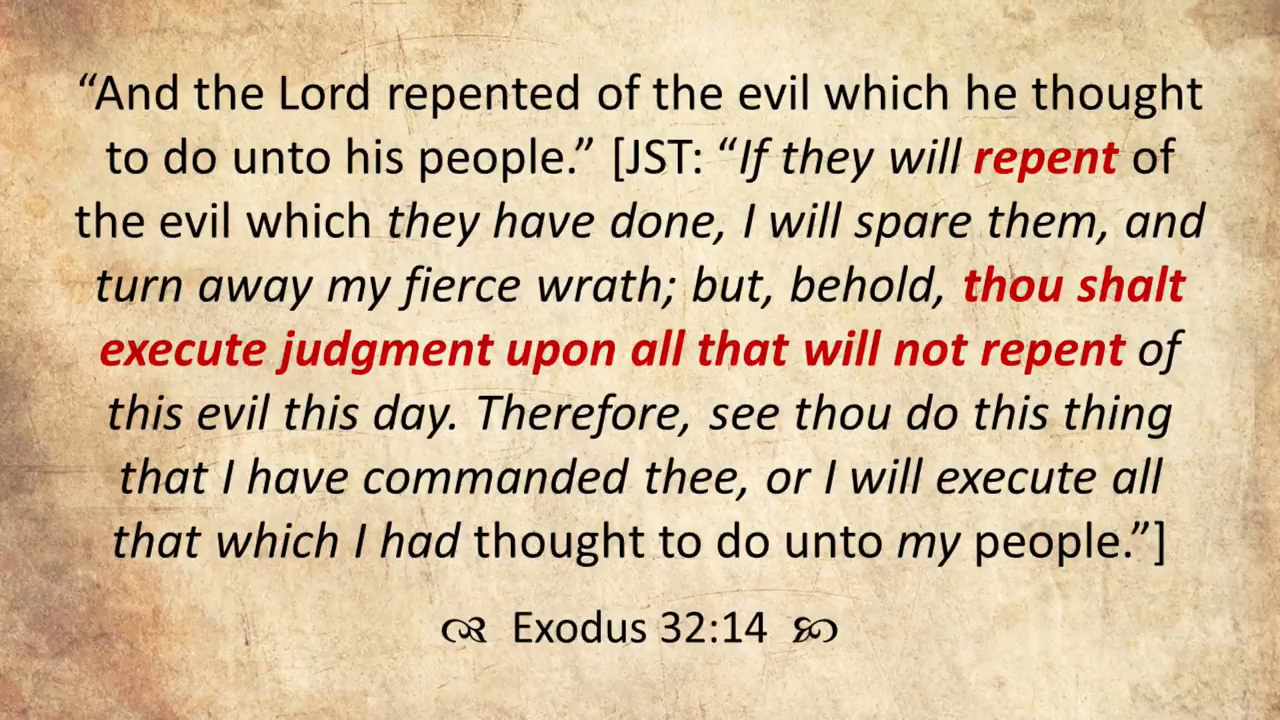 “And the Lord repented of the evil which he thought
to do unto his people.” [JST: “If they will repent of
the evil which they have done, I will spare them, and
turn away my fierce wrath; but, behold, thou shalt
execute judgment upon all that will not repent of
this evil this day. Therefore, see thou do this thing
that I have commanded thee, or I will execute all
that which I had thought to do unto my people.”]
Exodus 32:14